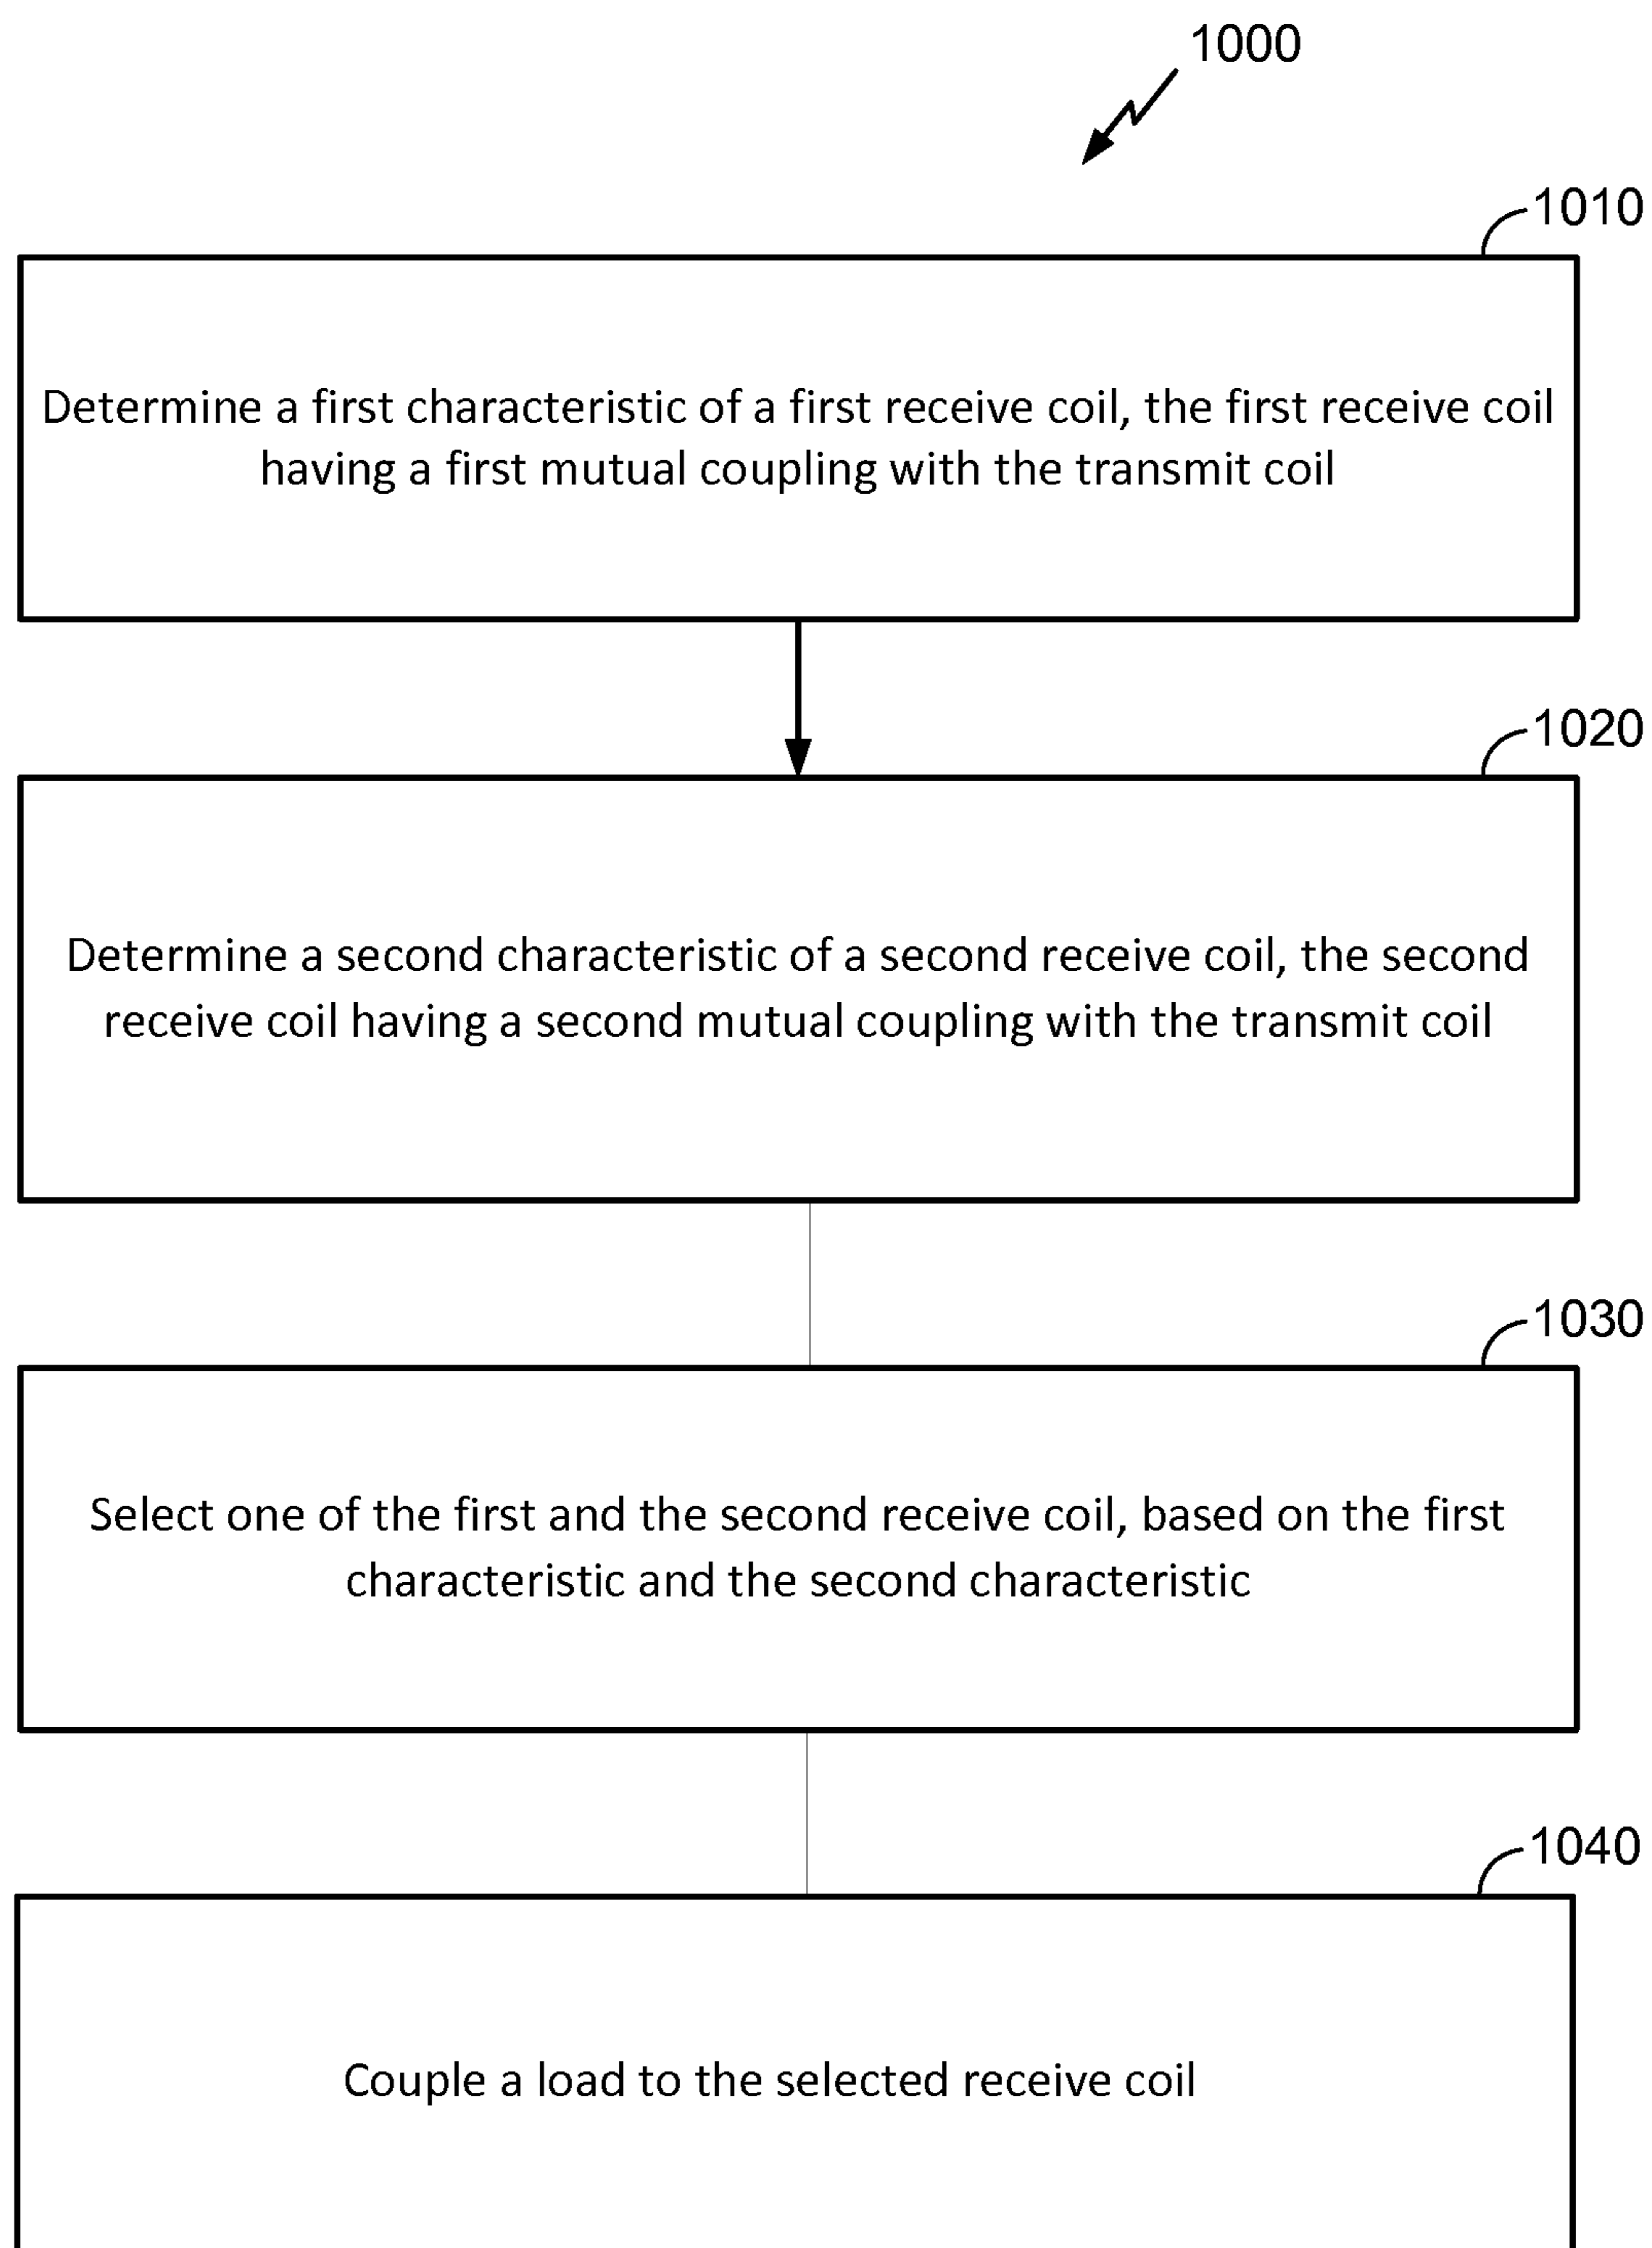 1000
1010
Determine a first characteristic of a first receive coil, the first receive coil
having a first mutual coupling with the transmit coil
1020
Determine a second characteristic of a second receive coil, the second
receive coil having a second mutual coupling with the transmit coil
1030
Select one of the first and the second receive coil, based on the first
characteristic and the second characteristic
1040
Couple a load to the selected receive coil